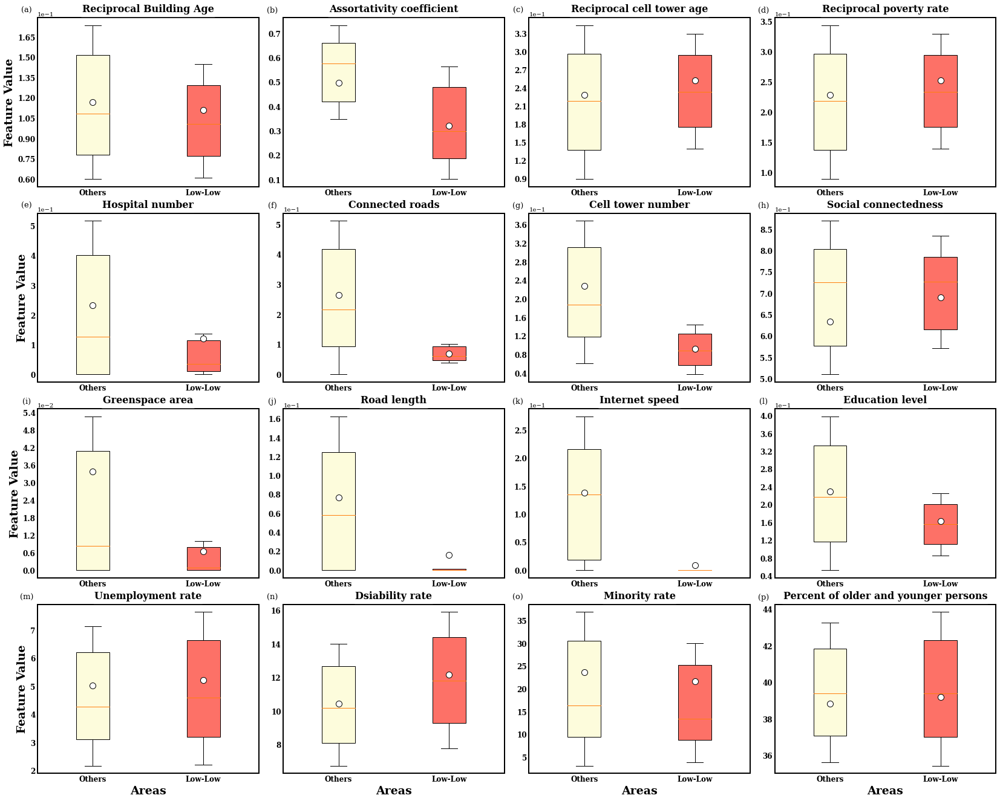 (a) Reciprocal Building Age
1e−1
1.65
1.50
1.35
1.20
1.05
0.90
0.75
0.60
Feature Value
Others Low-Low
(b) Assortativity coefficient
0.7
0.6
0.5
0.4
0.3
0.2
0.1
Others Low-Low
(c) Reciprocal cell tower age
1e−1
3.3
3.0
2.7
2.4
2.1
1.8
1.5
1.2
0.9
Others Low-Low
(d) Reciprocal poverty rate
1e−1
3.5
3.0
2.5
2.0
1.5
1.0
Others Low-Low
(e) Hospital number
1e−1
5
4
3
2
1
0
Feature Value
Others Low-Low
(f) Connected roads
1e−1
5
4
3
2
1
0
Others Low-Low
(g) Cell tower number
1e−1
3.6
3.2
2.8
2.4
2.0
1.6
1.2
0.8
0.4
Others Low-Low
(h) Social connectedness
1e−1
8.5
8.0
7.5
7.0
6.5
6.0
5.5
5.0
Others Low-Low
(i) Greenspace area
1e−2
5.4
4.8
4.2
3.6
3.0
2.4
1.8
1.2
0.6
0.0
Feature Value
Others Low-Low
(j) Road length
1e−1
1.6
1.4
1.2
1.0
0.8
0.6
0.4
0.2
0.0
Others Low-Low
(k) Internet speed
1e−1
2.5
2.0
1.5
1.0
0.5
0.0
Others Low-Low
(l) Education level
1e−1
4.0
3.6
3.2
2.8
2.4
2.0
1.6
1.2
0.8
0.4
Others Low-Low
(m) Unemployment rate
7
6
5
4
3
2
Feature Value
Others Low-Low
Areas
(n) Dsiability rate
16
14
12
10
8
Others Low-Low
Areas
(o) Minority rate
35
30
25
20
15
10
5
Others Low-Low
Areas
(p) Percent of older and younger persons
44
42
40
38
36
Others Low-Low
Areas